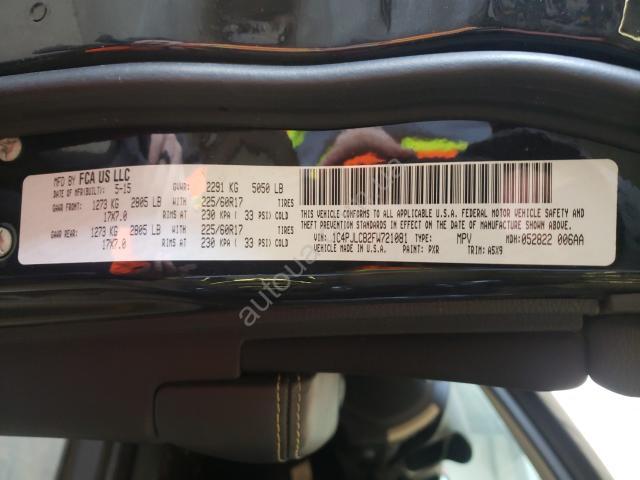 MFD BY FCA US LLC
DATE OF MFR(BUILT): 5-15 GVWR: 2291 KG 5050 LB
GAWR FRONT: 1273 KG 2805 LB WITH 225/60R17 TIRES
17X7.0 RIMS AT 230 KPA ( 33 PSI) COLD
GAWR REAR: 1273 KG 2805 LB WITH 225/60R17 TIRES
17X7.0 RIMS AT 230 KPA ( 33 PSI) COLD
THIS VEHICLE CONFORMS TO ALL APPLICABLE U.S.A. FEDERAL MOTOR VEHICLE SAFETY AND
THEFT PREVENTION STANDARDS IN EFFECT ON THE DATE OF MANUFACTURE SHOWN ABOVE
VIN: 1C4PJLCB2FW721081 TYPE: MPV MDH: 052822 006AA
VEHICLE MADE IN U.S.A. PAINT: PXR TRIM: A5X9